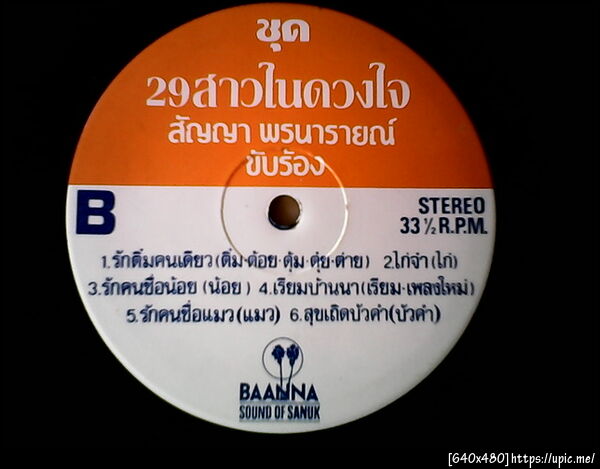 ชุด
29สาวในดวงใจ
สัญญา พรนารายณ์
ขับร้อง
B
STEREO
33 ½ R.P.M.
1.รักติ๋มคนเดียว (ติ๋ม·ต้อย·ตุ้ม·ตุ๋ย·ต่าย) 2.ไก่จ๋า (ไก่)
3.รักคนชื่อน้อย (น้อย) 4.เรียมบ้านนา (เรียม·เพลงใหม่)
5.รักคนชื่อแมว (แมว) 6.สุขเถิดบัวคำ (บัวคำ)
BAANNA
SOUND OF SANUK
[640x480]https://upic.me/